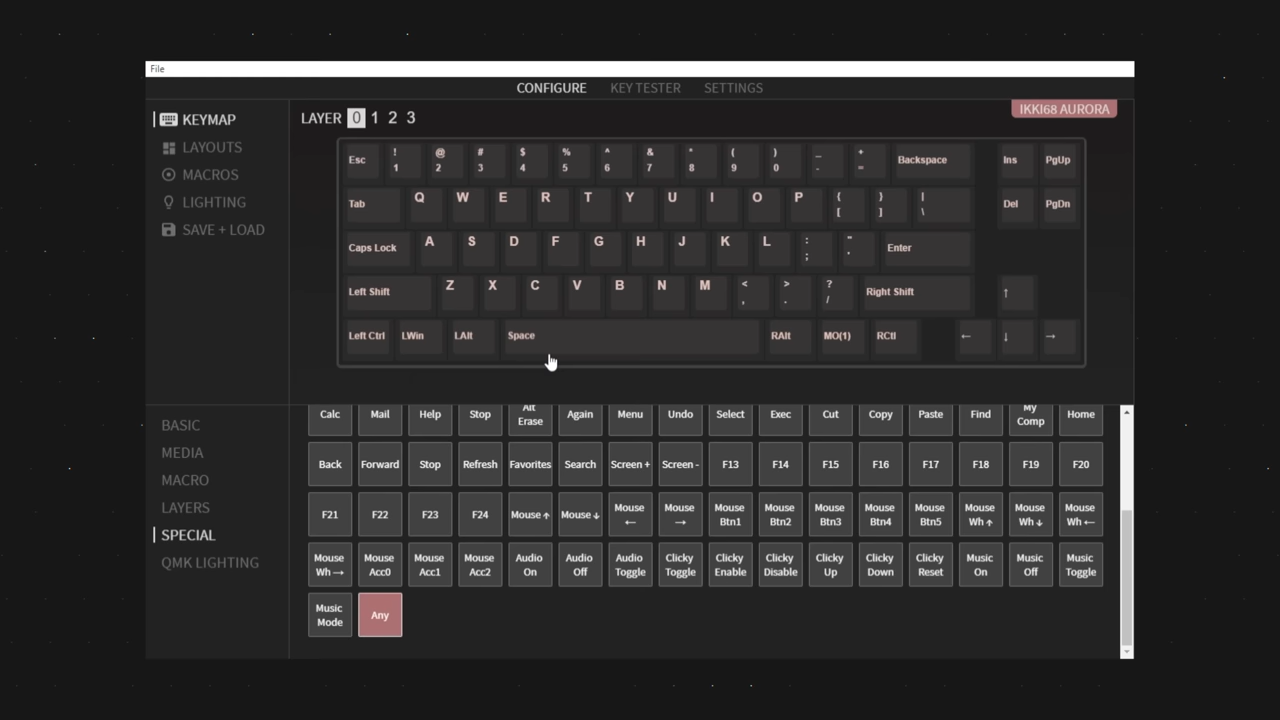 File
CONFIGURE KEY TESTER SETTINGS
KEYMAP
LAYOUTS
MACROS
LIGHTING
SAVE + LOAD
LAYER 0 1 2 3
IKKI68 AURORA
Esc ! @ # $ % ^ & * ( ) _ + Backspace Ins PgUp
1 2 3 4 5 6 7 8 9 0 - =
Tab Q W E R T Y U I O P { } | Del PgDn
[ ] \
Caps Lock A S D F G H J K L : " Enter
; '
Left Shift Z X C V B N M < > ? Right Shift ↑
, . /
Left Ctrl LWin LAlt Space RAlt MO(1) RCtl ← ↓ →
BASIC
MEDIA
MACRO
LAYERS
SPECIAL
QMK LIGHTING
Calc Mail Help Stop Alt Erase Again Menu Undo Select Exec Cut Copy Paste Find My Comp Home
Back Forward Stop Refresh Favorites Search Screen + Screen - F13 F14 F15 F16 F17 F18 F19 F20
F21 F22 F23 F24 Mouse ↑ Mouse ↓ Mouse ← Mouse → Mouse Btn1 Mouse Btn2 Mouse Btn3 Mouse Btn4 Mouse Btn5 Mouse Wh ↑ Mouse Wh ↓ Mouse Wh ←
Mouse Wh → Mouse Acc0 Mouse Acc1 Mouse Acc2 Audio On Audio Off Audio Toggle Clicky Toggle Clicky Enable Clicky Disable Clicky Up Clicky Down Clicky Reset Music On Music Off Music Toggle
Music Mode Any